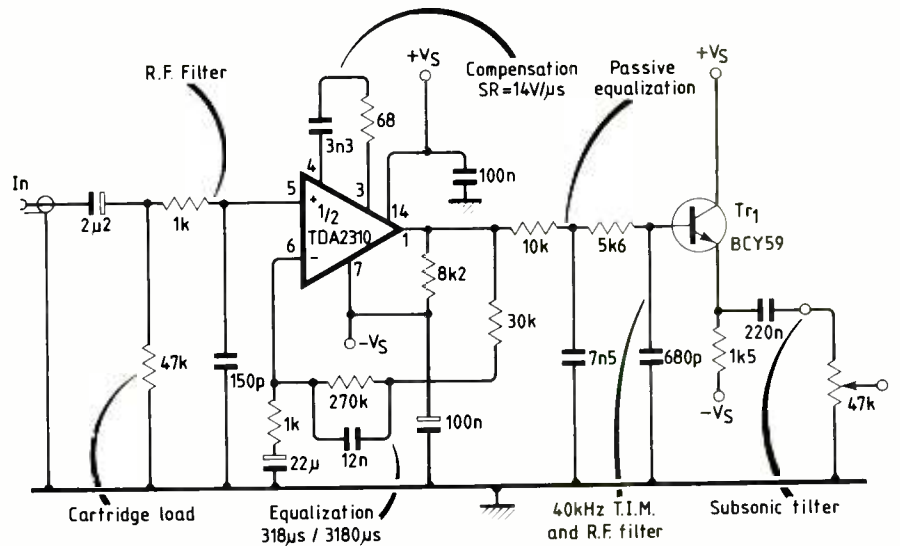 R.F. Filter
Compensation
SR=14V/µs
Passive
equalization
+VS
+VS
68
3n3
4
3
100n
In
2µ2
1k
5
+ 1/2
TDA2310
14
1
6
−
7
10k
5k6
Tr1
BCY59
8k2
30k
−VS
47k
150p
7n5
680p
220n
1k5
47k
−VS
270k
1k
12n
22µ
100n
Cartridge load
Equalization
318µs / 3180µs
40kHz T.I.M.
and R.F. filter
Subsonic tilter